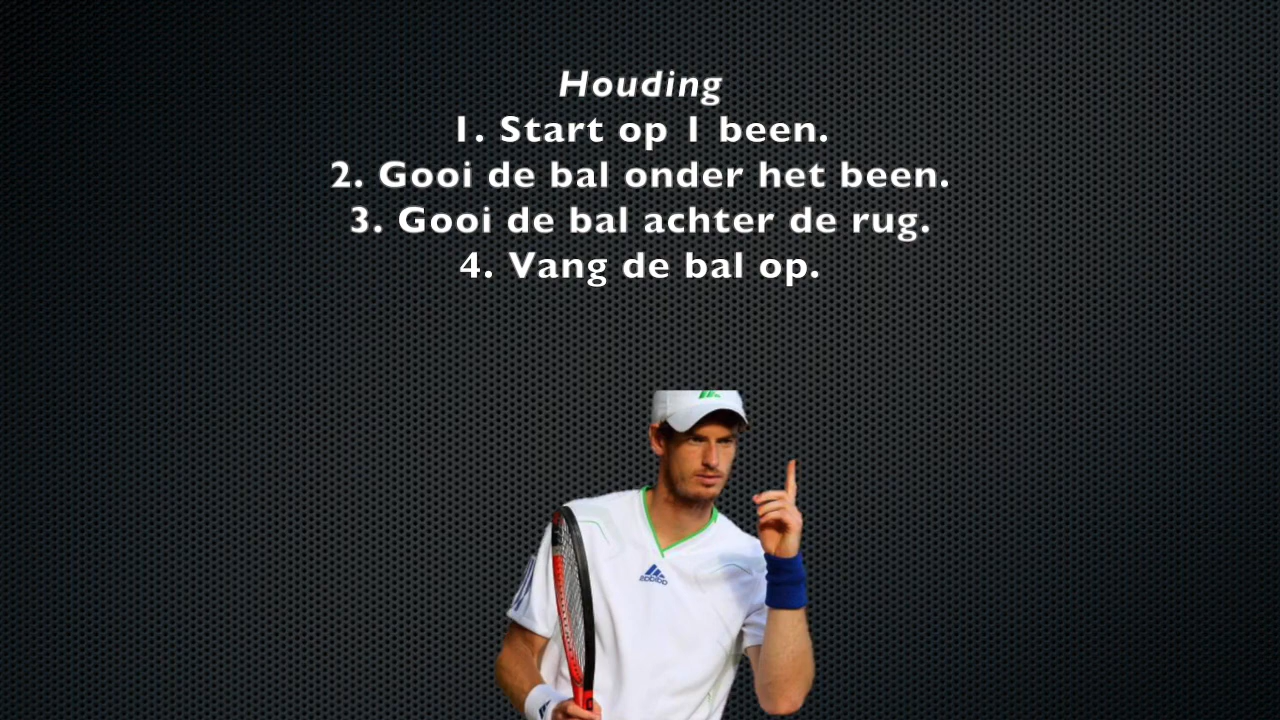 Houding
1. Start op 1 been.
2. Gooi de bal onder het been.
3. Gooi de bal achter de rug.
4. Vang de bal op.
adidas